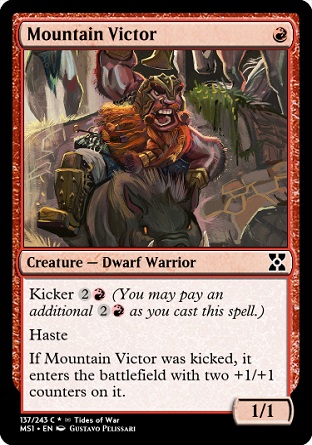 Mountain Victor
Creature — Dwarf Warrior
Kicker 2 (You may pay an
additional 2 as you cast this spell.)
Haste
If Mountain Victor was kicked, it
enters the battlefield with two +1/+1
counters on it.
1/1
137/243 C * ∞ Tides of War
MS1 • EN Gustavo Pelissari